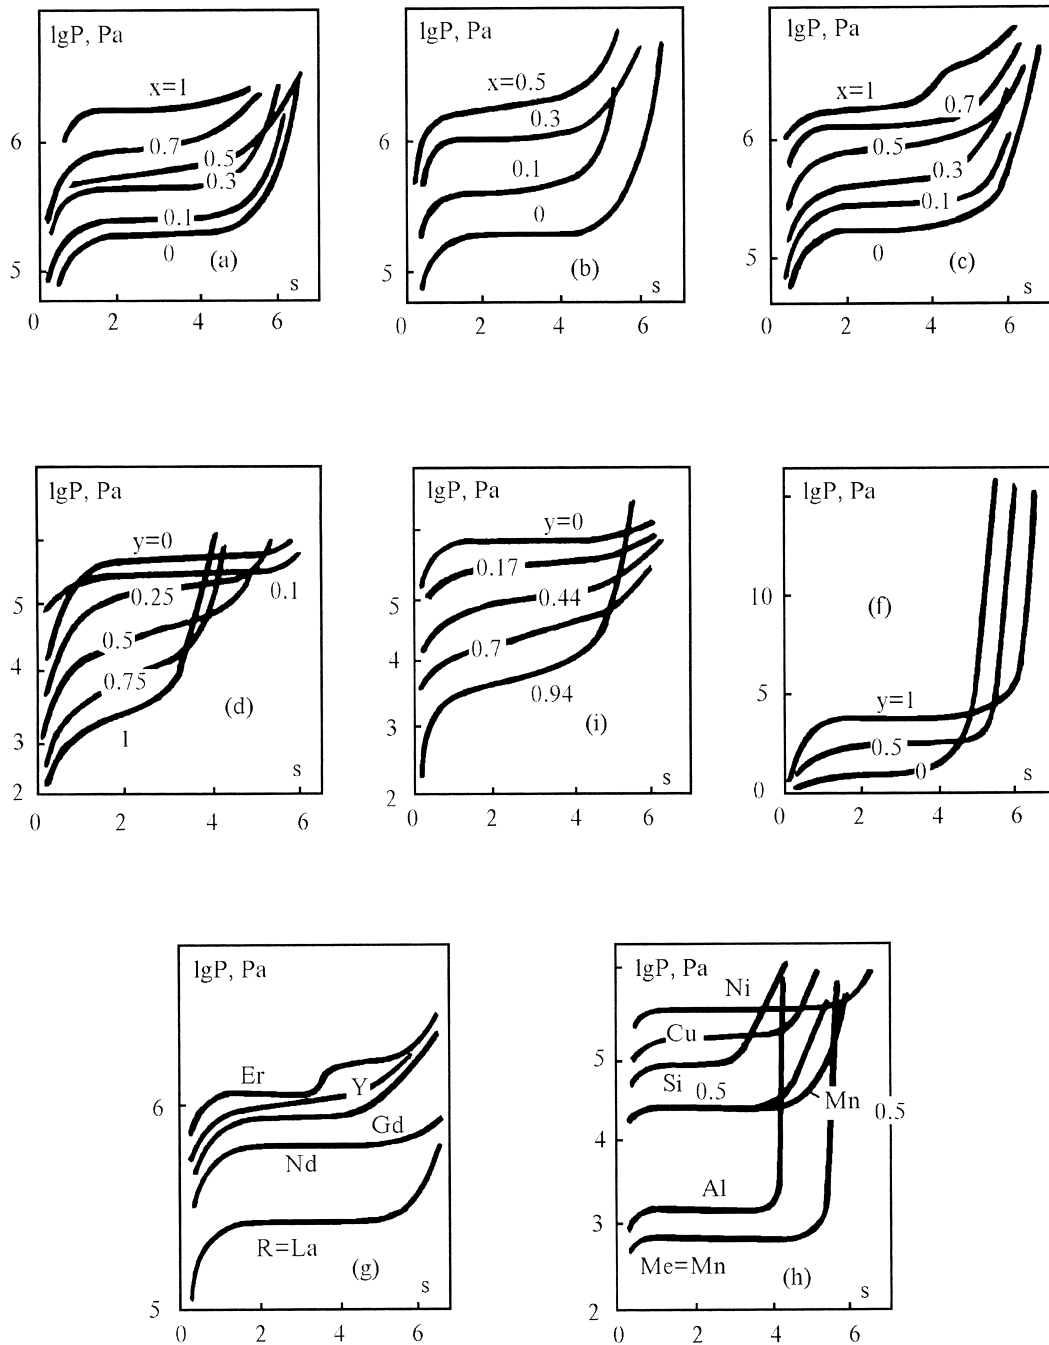 lgP, Pa
x=1
6
0.7
0.5
0.3
0.1
0
(a)
5
s
0 2 4 6
lgP, Pa
x=0.5
6
0.3
0.1
0
(b)
5
0 2 4 6
lgP, Pa
x=1
0.7
6
0.5
0.3
0.1
0
(c)
5
s
0 2 4 6
lgP, Pa
y=0
5
0.25
0.1
0.5
4
0.75
(d)
1
3
s
2
0 2 4 6
lgP, Pa
y=0
0.17
5
0.44
0.7
4
0.94
(i)
3
s
2
0 2 4 6
lgP, Pa
10
(f)
5
y=1
0.5
0
s
0
0 2 4 6
lgP, Pa
Er
Y
6
Gd
Nd
R=La
(g)
s
5
0 2 4 6
lgP, Pa
Ni
Cu
5
Si
0.5
Mn
0.5
4
Al
3
Me=Mn
(h)
s
2
0 2 4 6